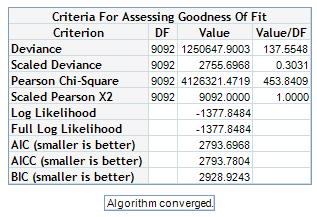 Criteria For Assessing Goodness Of Fit
Criterion DF Value Value/DF
Deviance 9092 1250647.9003 137.5548
Scaled Deviance 9092 2755.6968 0.3031
Pearson Chi-Square 9092 4126321.4719 453.8409
Scaled Pearson X2 9092 9092.0000 1.0000
Log Likelihood -1377.8484
Full Log Likelihood -1377.8484
AIC (smaller is better) 2793.6968
AICC (smaller is better) 2793.7804
BIC (smaller is better) 2928.9243
Algorithm converged.